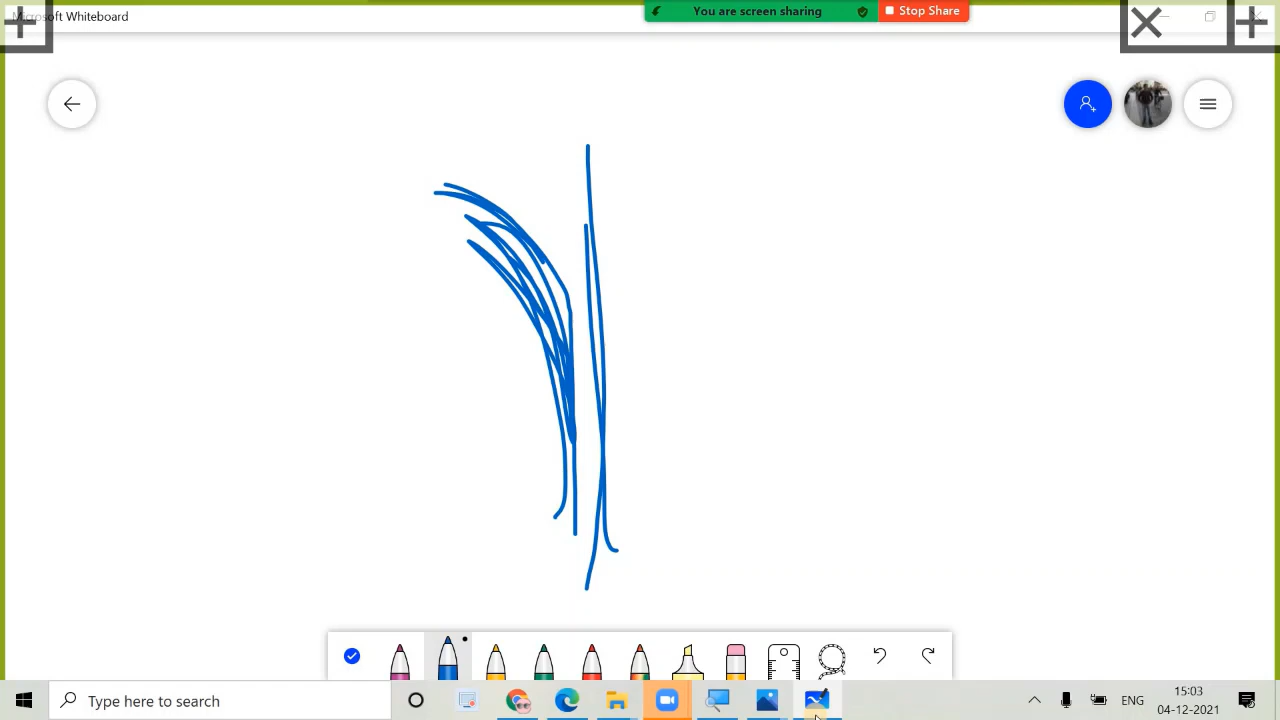 Microsoft Whiteboard
You are screen sharing
Stop Share
Type here to search
ENG
15:03
04-12-2021